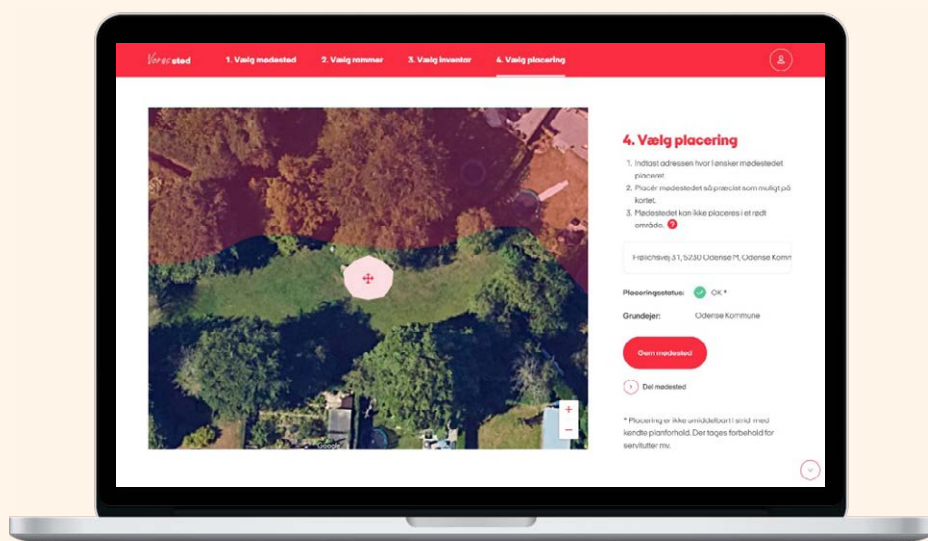 Vores sted
1. Vælg mødested
2. Vælg rammer
3. Vælg inventar
4. Vælg placering
4. Vælg placering
1. Indtast adressen hvor I ønsker mødestedet
placeret.
2. Placér mødestedet så præcist som muligt på
kortet.
3. Mødestedet kan ikke placeres i et rødt
område. ?
Frølichsvej 31, 5230 Odense M, Odense Komm
Placeringsstatus: OK *
Grundejer: Odense Kommune
Gem mødested
Del mødested
* Placering er ikke umiddelbart i strid med
kendte planforhold. Der tages forbehold for
servitutter mv.
Google
+
−